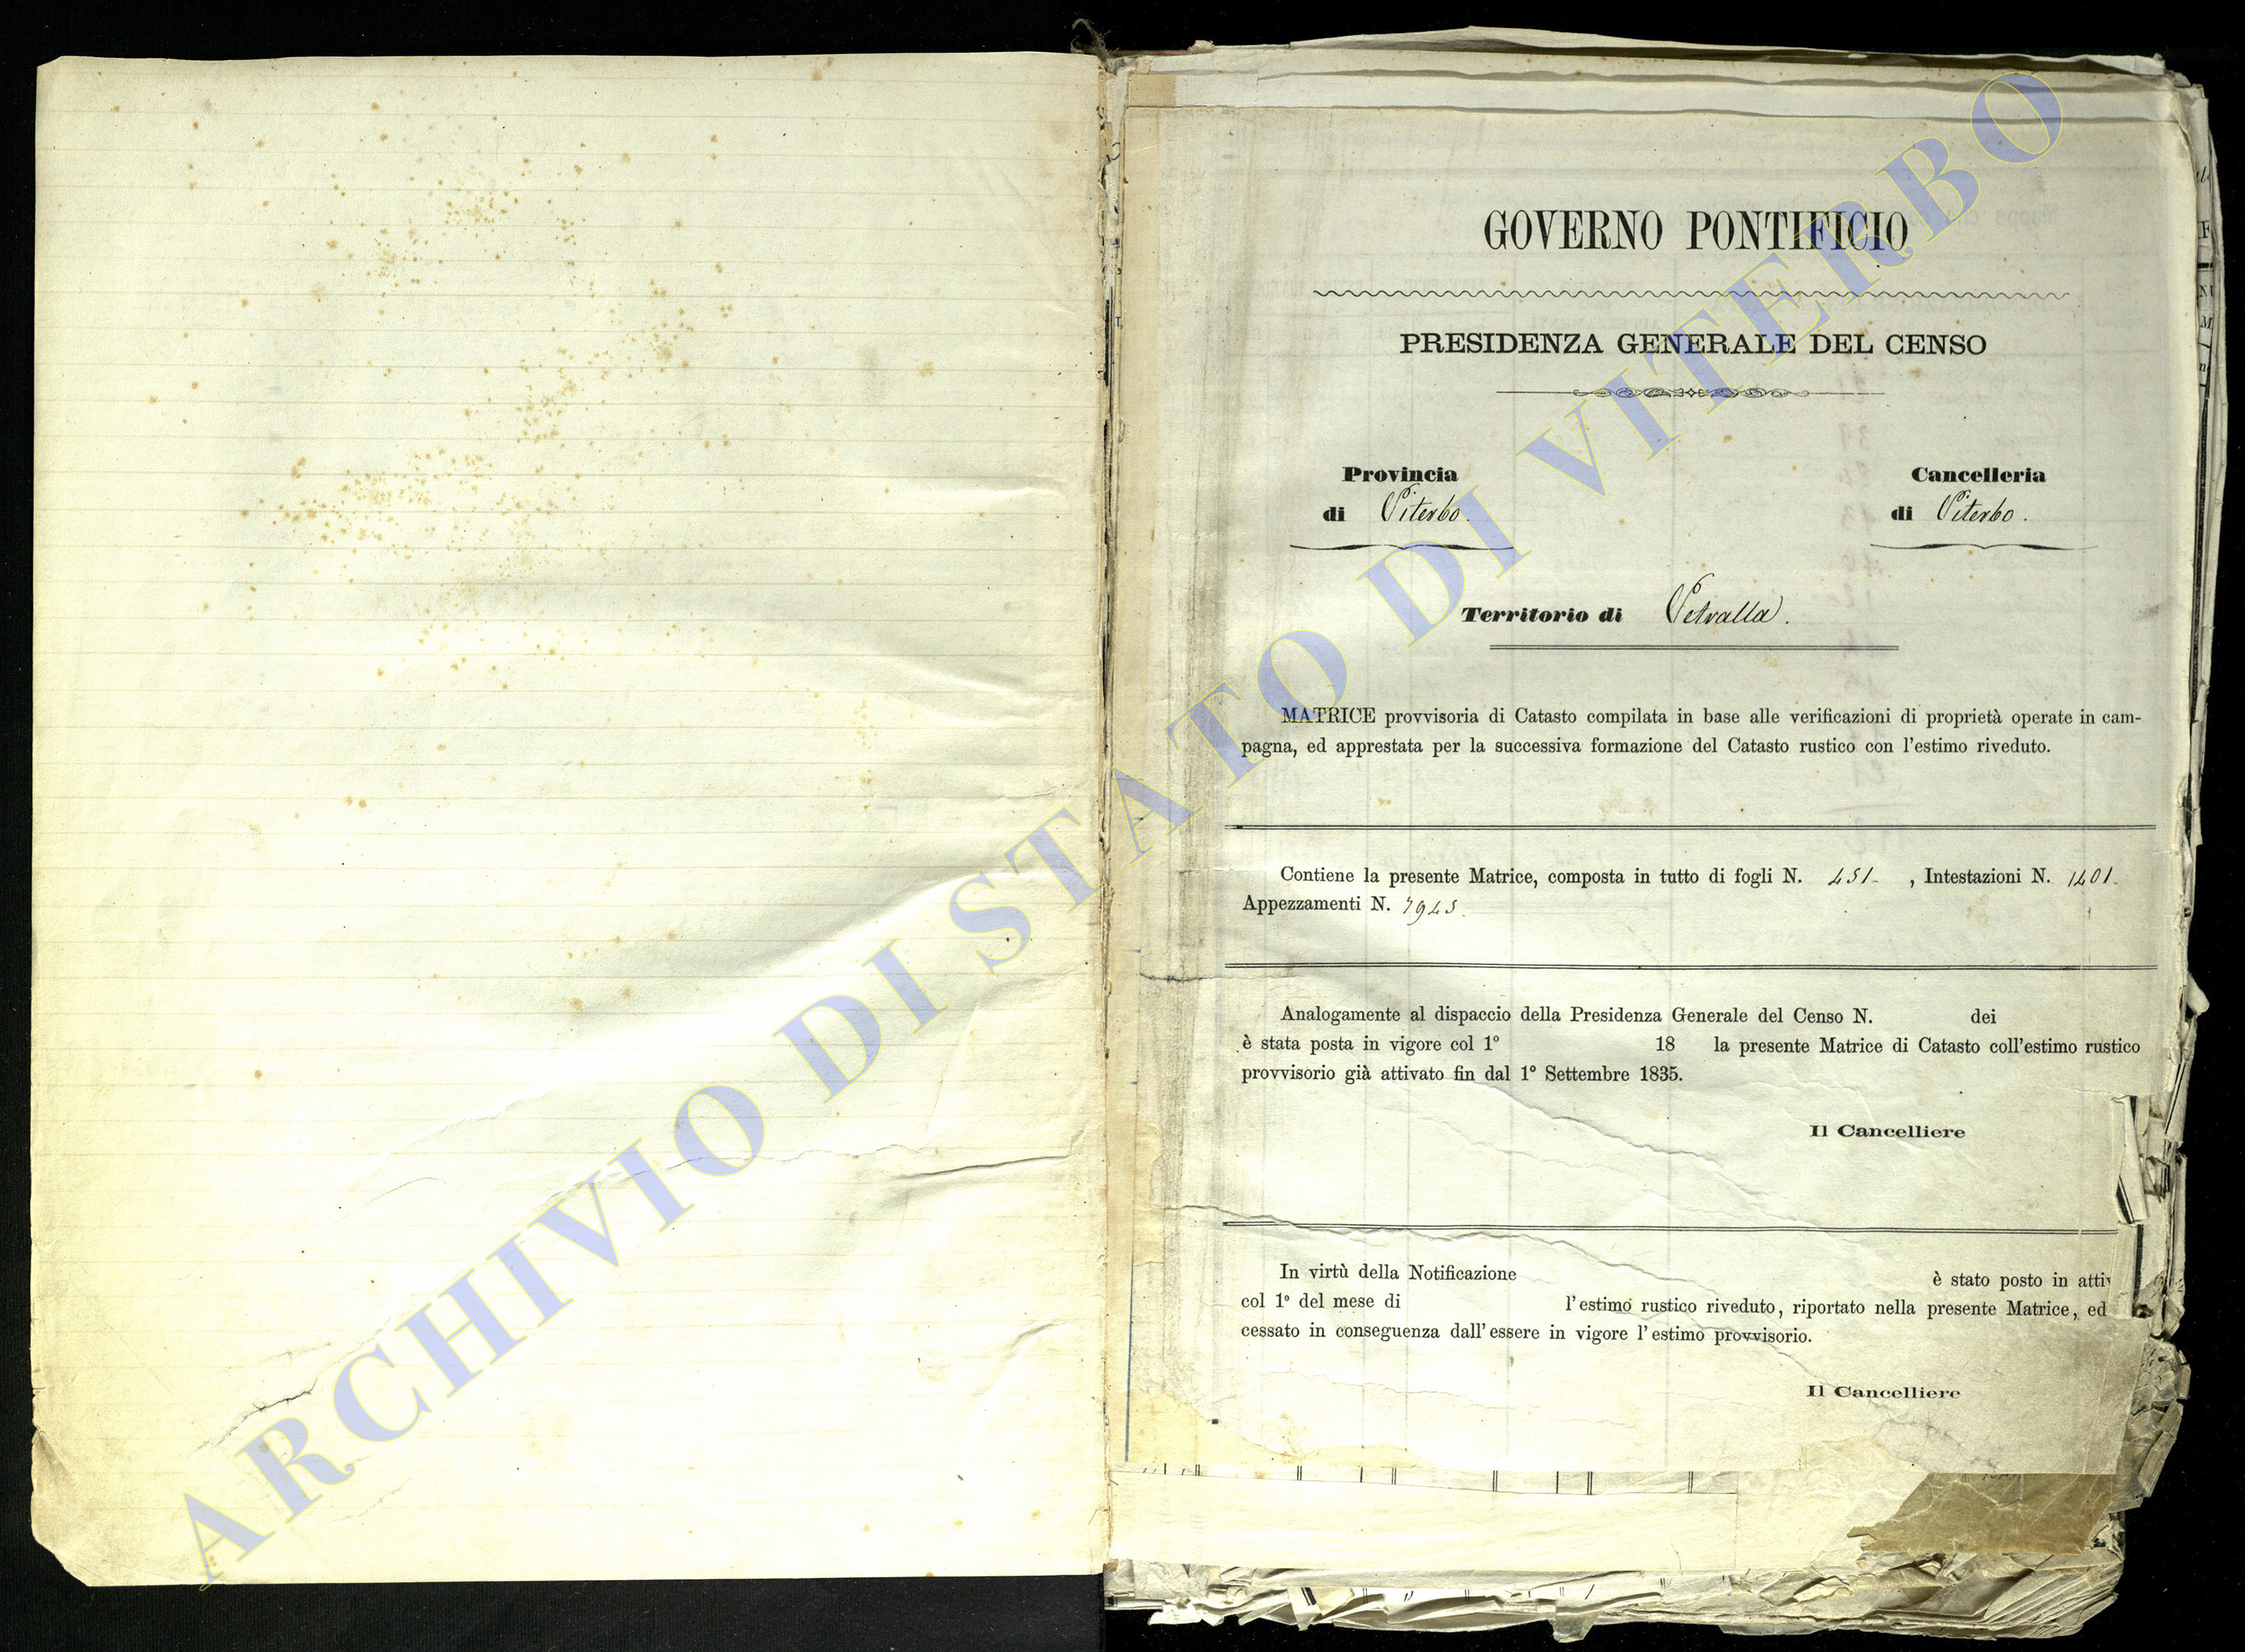 GOVERNO PONTIFICIO
PRESIDENZA GENERALE DEL CENSO
Provincia
di Viterbo.
Cancelleria
di Viterbo.
Territorio di Vetralla.
MATRICE provvisoria di Catasto compilata in base alle verificazioni di proprietà operate in cam-
pagna, ed apprestata per la successiva formazione del Catasto rustico con l'estimo riveduto.
Contiene la presente Matrice, composta in tutto di fogli N. 451. , Intestazioni N. 1401.
Appezzamenti N. 7945.
Analogamente al dispaccio della Presidenza Generale del Censo N. dei
è stata posta in vigore col 1° 18 la presente Matrice di Catasto coll'estimo rustico
provvisorio già attivato fin dal 1° Settembre 1835.
Il Cancelliere
In virtù della Notificazione è stato posto in attiv
col 1° del mese di l'estimo rustico riveduto, riportato nella presente Matrice, ed
cessato in conseguenza dall'essere in vigore l'estimo provvisorio.
Il Cancelliere
ARCHIVIO DI STATO DI VITERBO